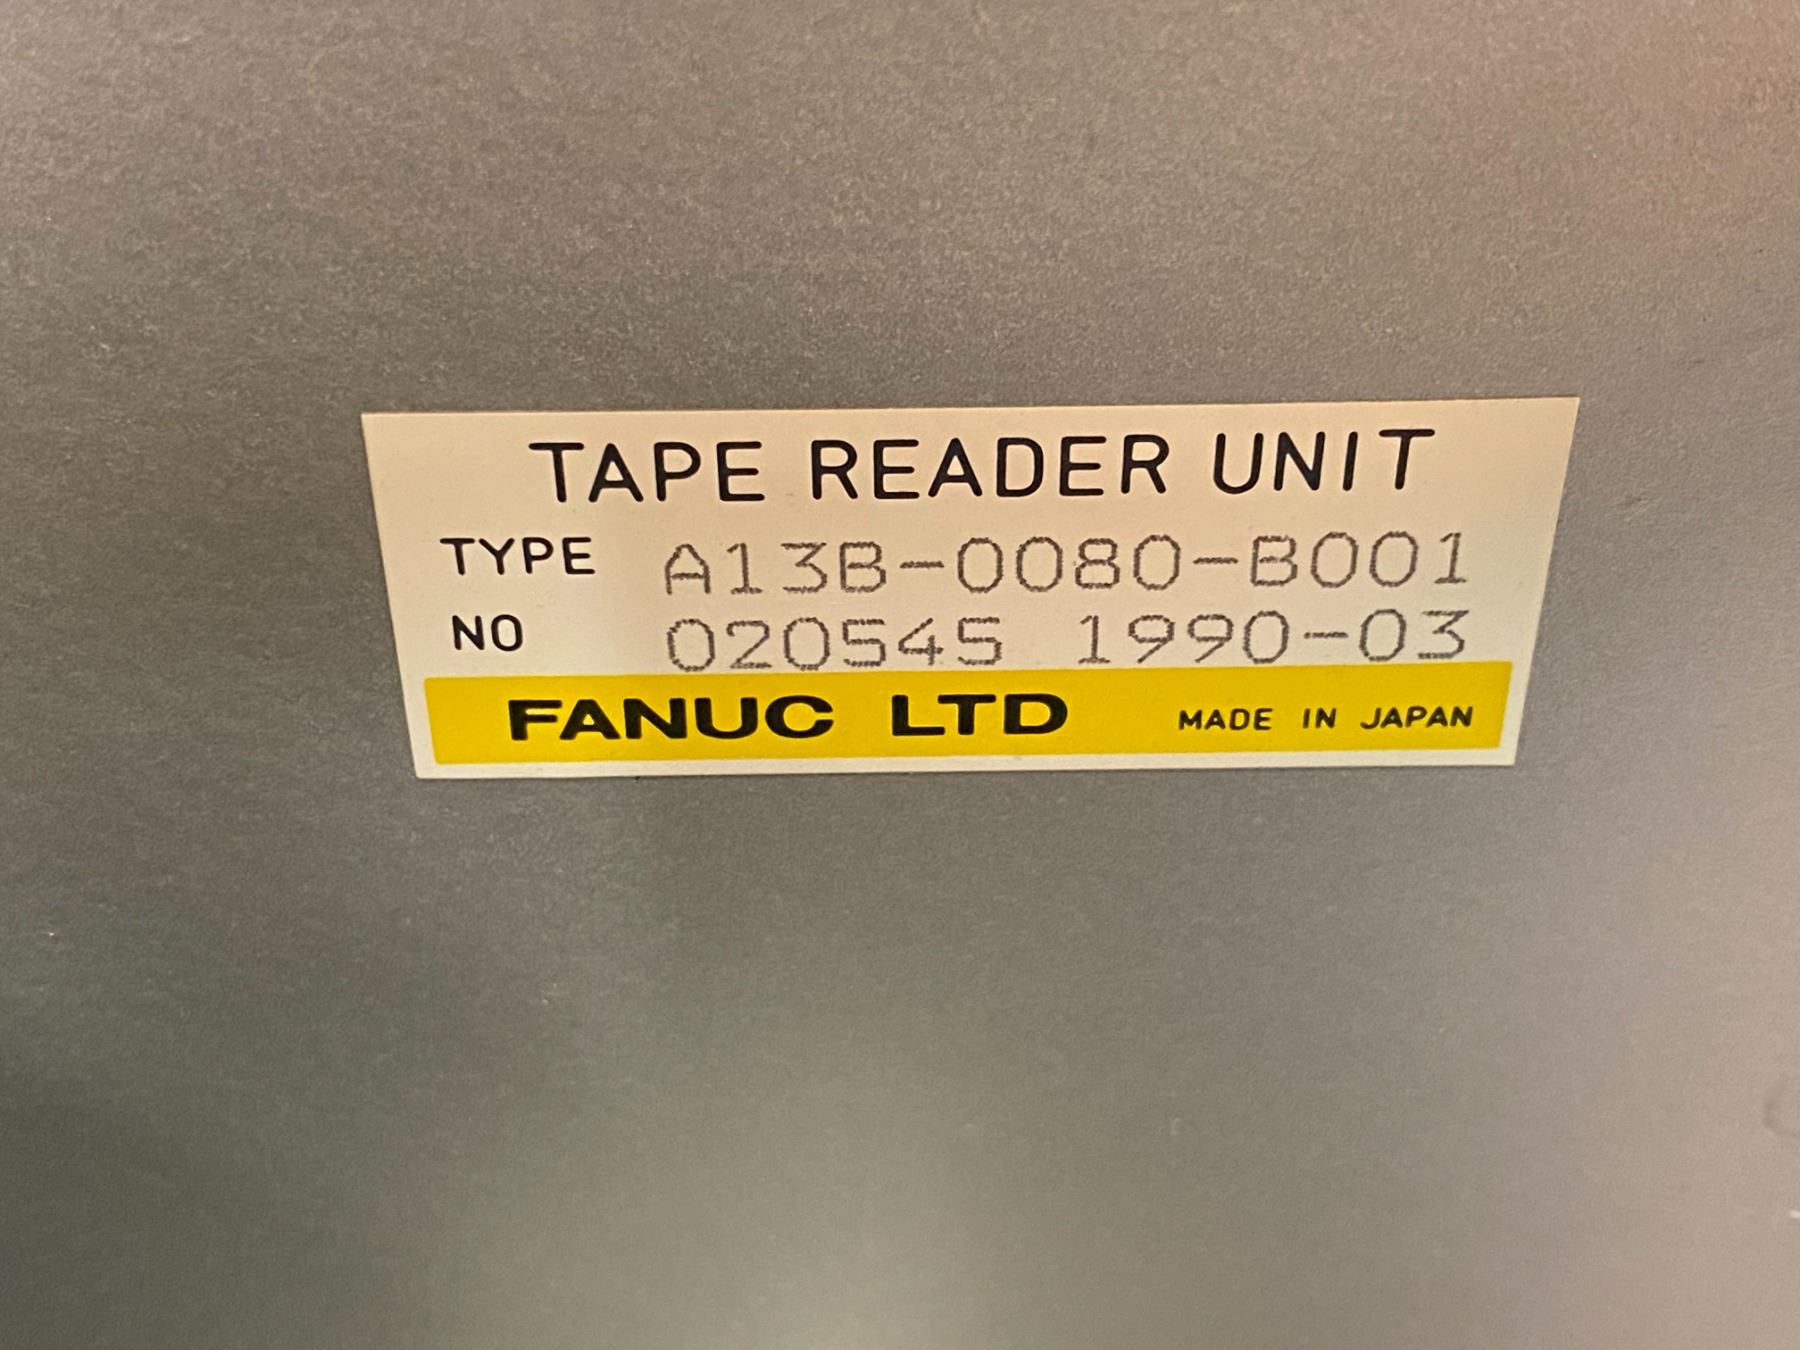 TAPE READER UNIT
TYPE A13B-0080-B001
NO 020545 1990-03
FANUC LTD MADE IN JAPAN